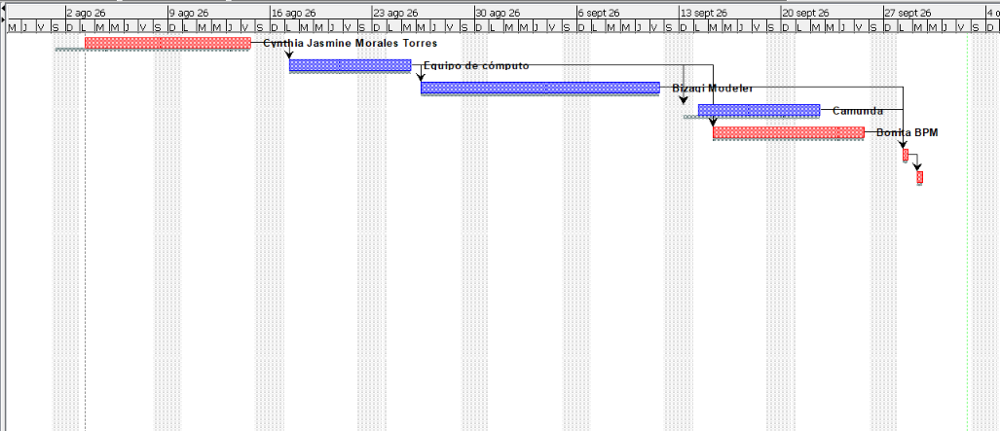 2 ago 26 9 ago 26 16 ago 26 23 ago 26 30 ago 26 6 sept 26 13 sept 26 20 sept 26 27 sept 26 4 o
M J V S D L M M J V S D L M M J V S D L M M J V S D L M M J V S D L M M J V S D L M M J V S D L M M J V S D L M M J V S D L M M J V S D
Cynthia Jasmine Morales Torres
Equipo de cómputo
Bizagi Modeler
Camunda
Bonita BPM